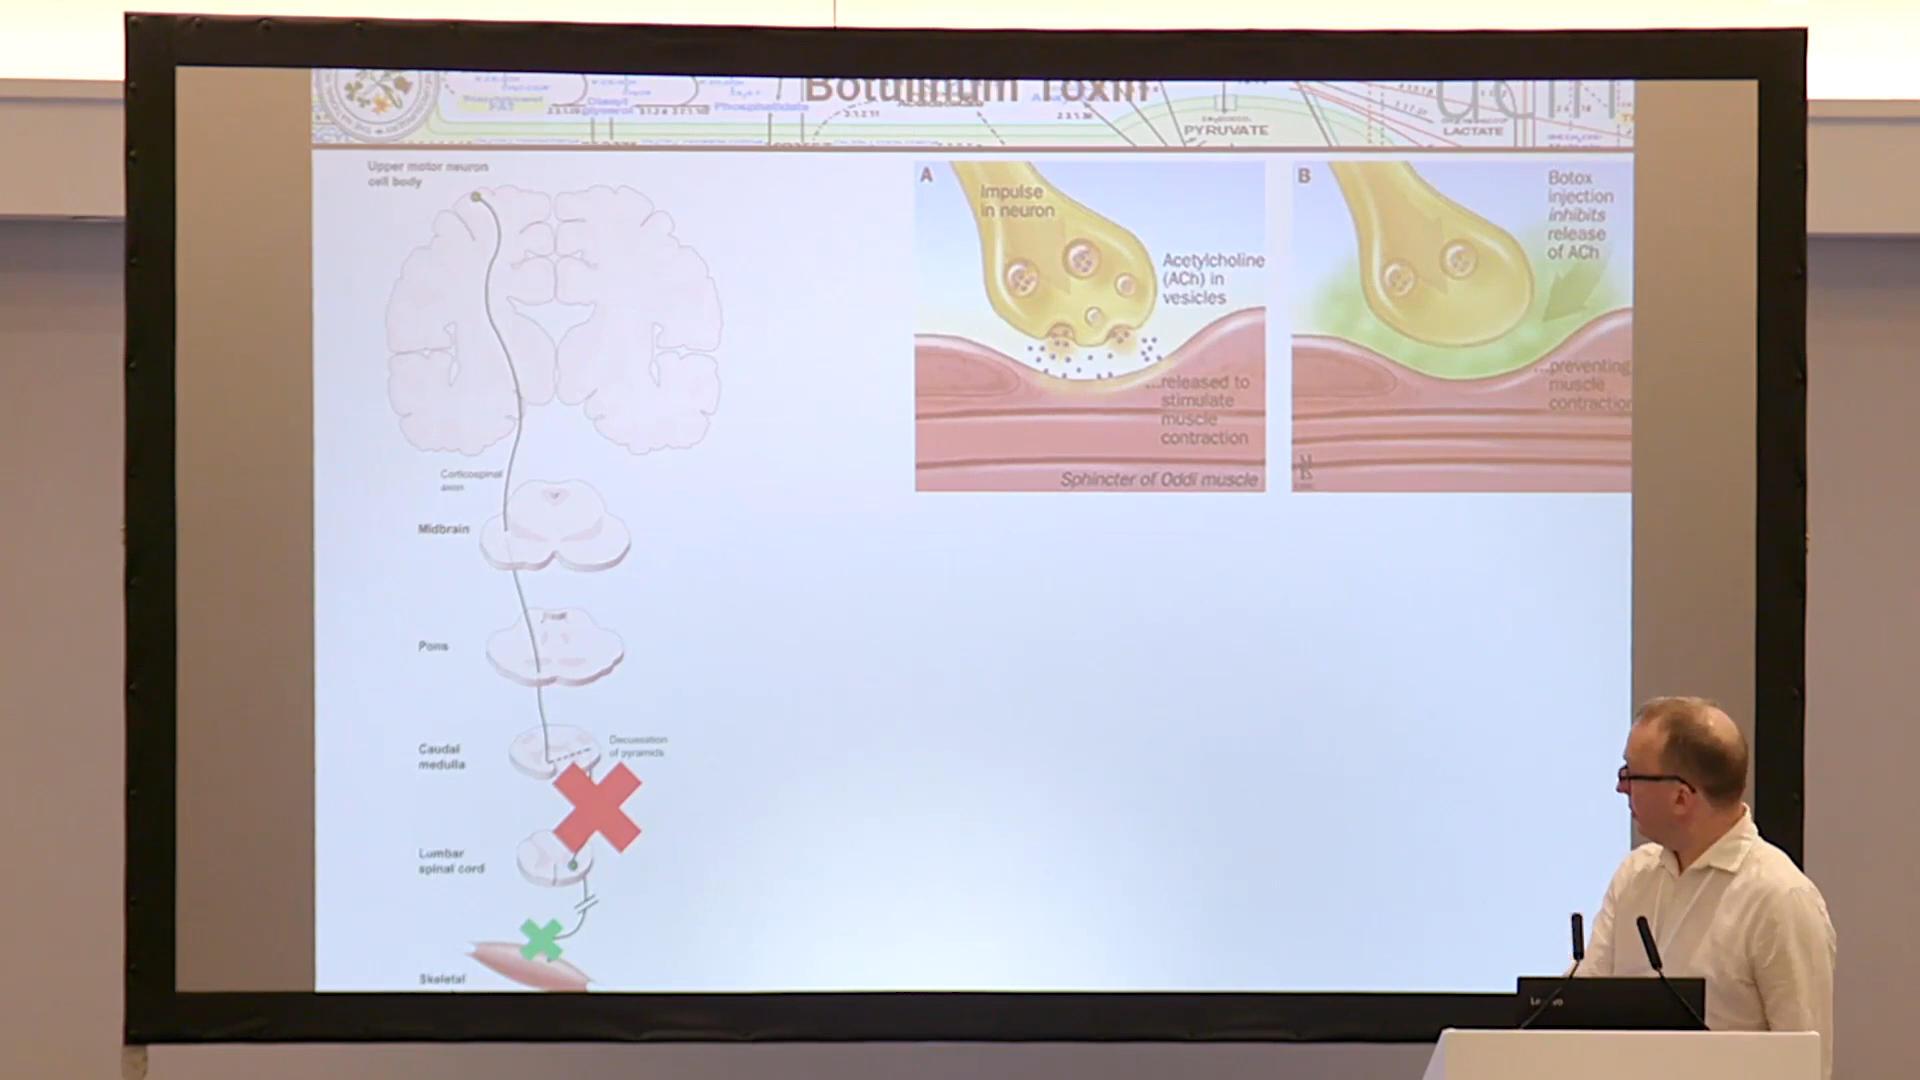 Botulinum Toxin
Phosphatidate
PYRUVATE
LACTATE
Upper motor neuron
cell body
Corticospinal
axon
Midbrain
Pons
Caudal
medulla
Decussation
of pyramids
Lumbar
spinal cord
Skeletal
A
Impulse
in neuron
Acetylcholine
(ACh) in
vesicles
...released to
stimulate
muscle
contraction
Sphincter of Oddi muscle
B
Botox
injection
inhibits
release
of ACh
...preventing
muscle
contraction